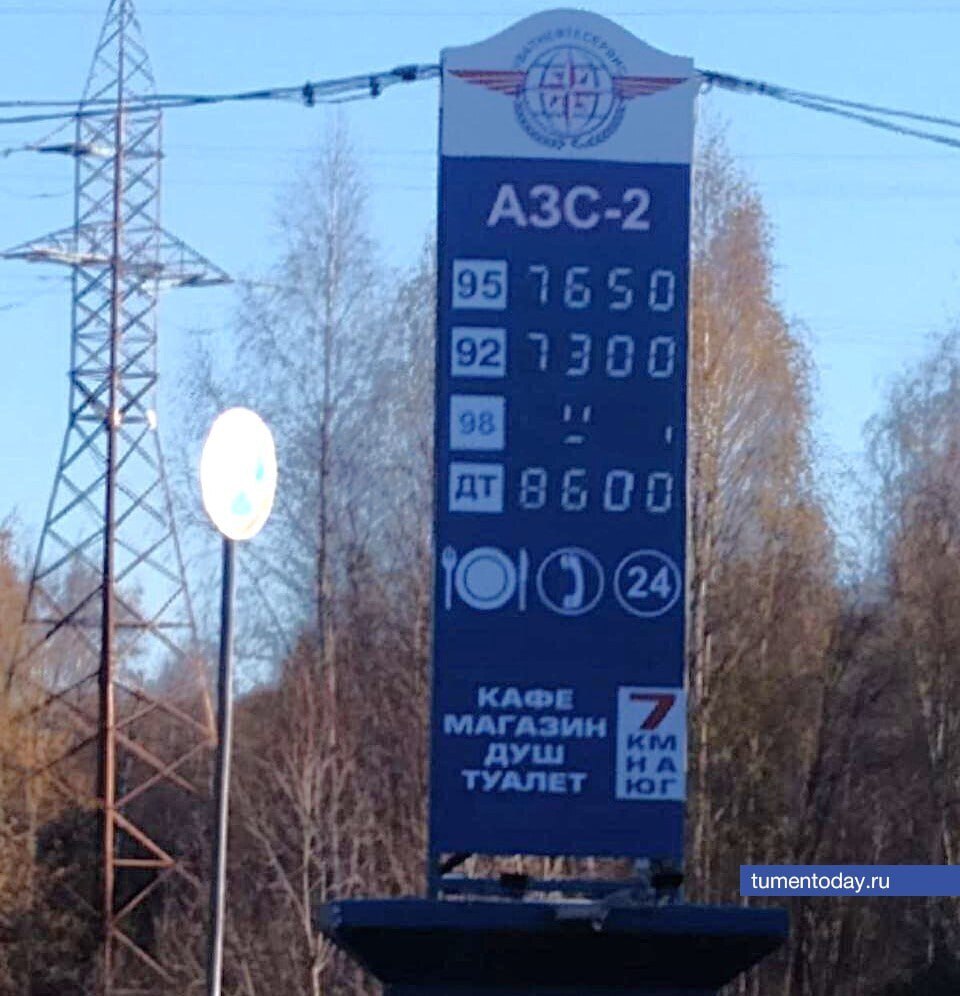 АЗС-2
95 7650
92 7300
98
ДТ 8600
24
КАФЕ
МАГАЗИН
ДУШ
ТУАЛЕТ
7
КМ
НА
ЮГ
tumentoday.ru